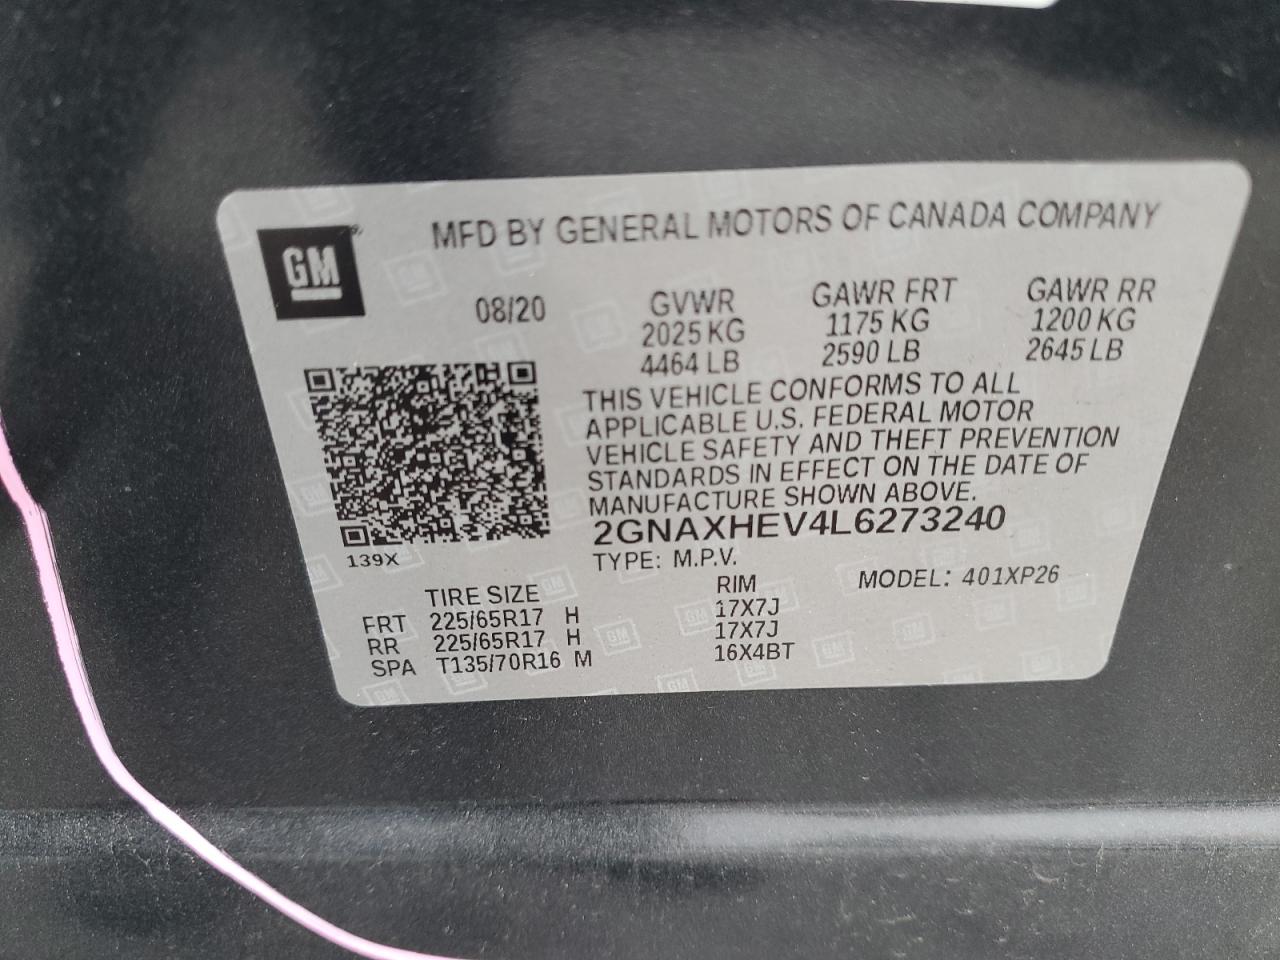 GM
MFD BY GENERAL MOTORS OF CANADA COMPANY
08/20
GVWR
2025 KG
4464 LB
GAWR FRT
1175 KG
2590 LB
GAWR RR
1200 KG
2645 LB
THIS VEHICLE CONFORMS TO ALL
APPLICABLE U.S. FEDERAL MOTOR
VEHICLE SAFETY AND THEFT PREVENTION
STANDARDS IN EFFECT ON THE DATE OF
MANUFACTURE SHOWN ABOVE.
2GNAXHEV4L6273240
139X
TYPE: M.P.V.
MODEL: 401XP26
TIRE SIZE RIM
FRT 225/65R17 H 17X7J
RR 225/65R17 H 17X7J
SPA T135/70R16 M 16X4BT